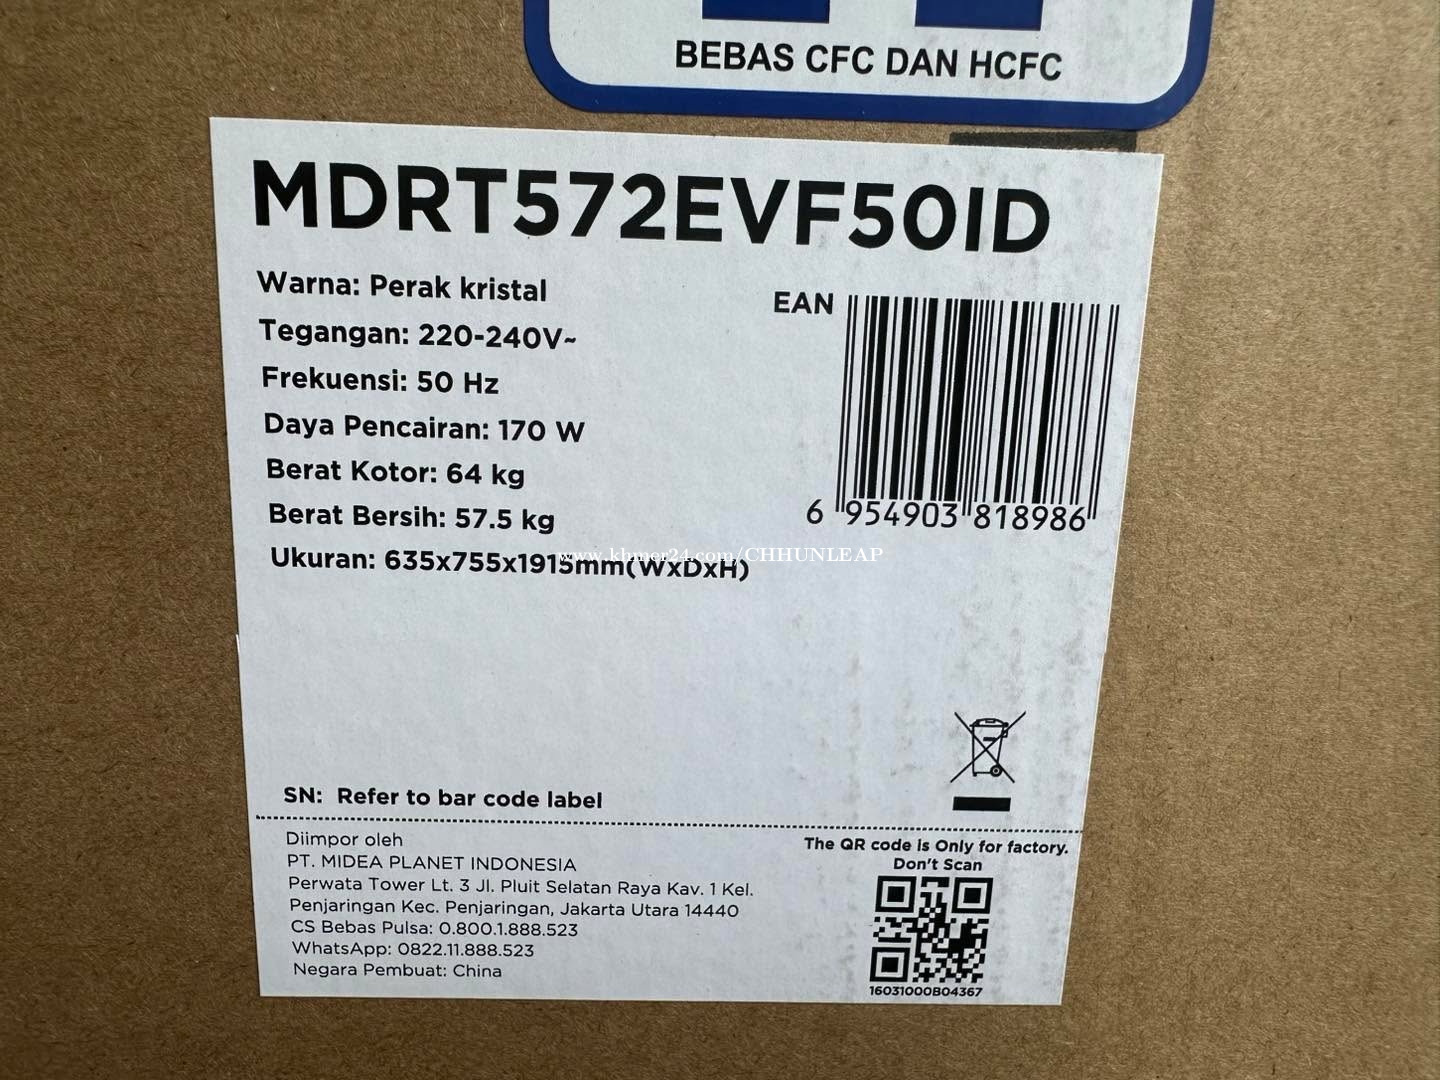 BEBAS CFC DAN HCFC
MDRT572EVF50ID
Warna: Perak kristal
Tegangan: 220-240V~
Frekuensi: 50 Hz
Daya Pencairan: 170 W
Berat Kotor: 64 kg
Berat Bersih: 57.5 kg
Ukuran: 635x755x1915mm(WxDxH)
EAN
6 954903 818986
www.khmer24.com/CHHUNLEAP
SN: Refer to bar code label
Diimpor oleh
PT. MIDEA PLANET INDONESIA
Perwata Tower Lt. 3 Jl. Pluit Selatan Raya Kav. 1 Kel.
Penjaringan Kec. Penjaringan, Jakarta Utara 14440
CS Bebas Pulsa: 0.800.1.888.523
WhatsApp: 0822.11.888.523
Negara Pembuat: China
The QR code is Only for factory.
Don't Scan
16031000B04367